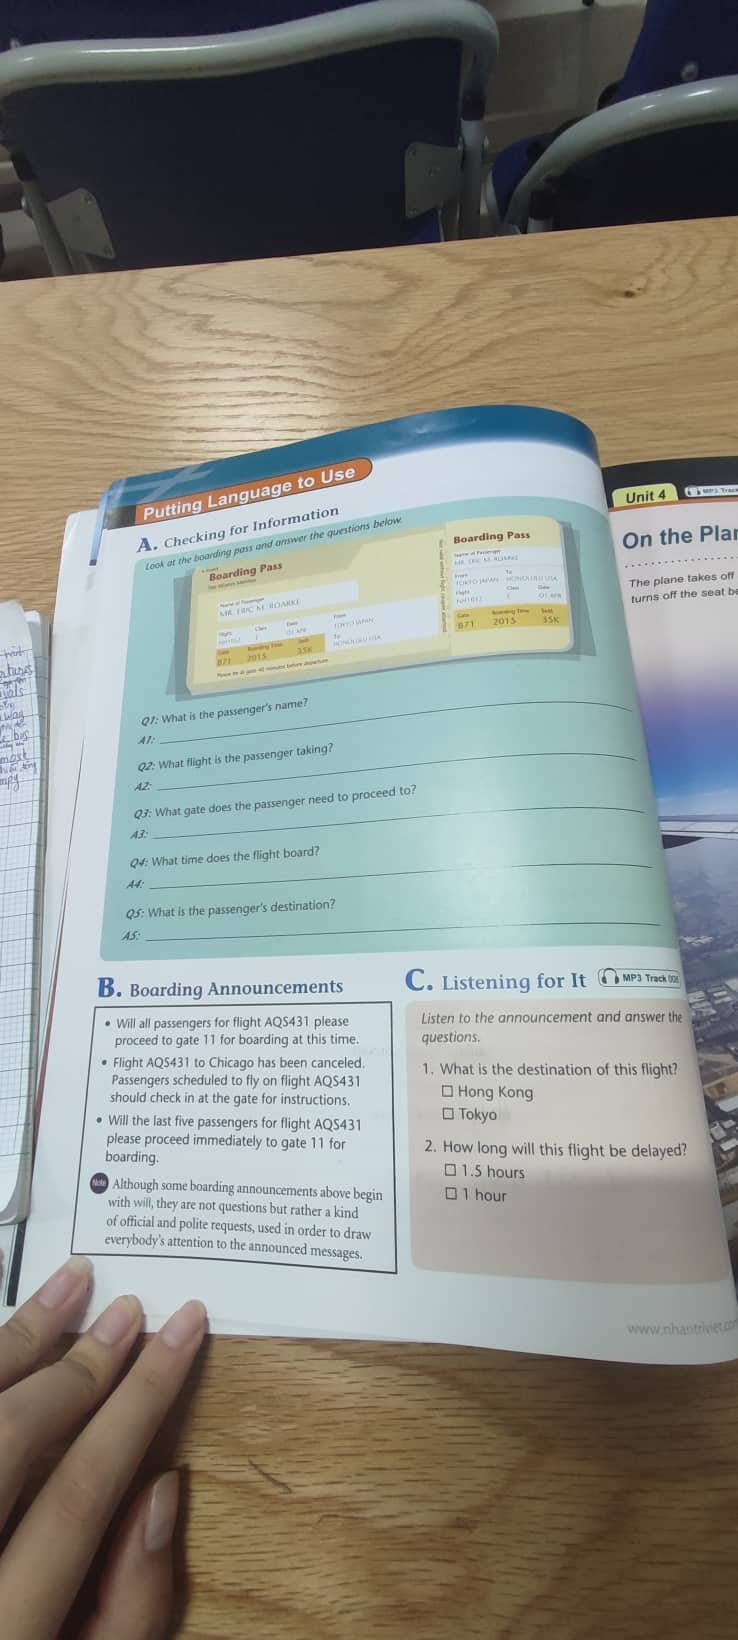 Putting Language to Use
A. Checking for Information
Look at the boarding pass and answer the questions below.
Boarding Pass
Name of Passenger
MR. ERIC M. ROARKE
Flight
Class
Date
From
NH1052
01 APR
TOKYO JAPAN
Gate
Boarding Time
Seat
To
B71
2015
35K
HONOLULU USA
Please be at gate 40 minutes before departure.
Boarding Pass
Name of Passenger
MR. ERIC M. ROARKE
From
To
TOKYO JAPAN
HONOLULU USA
Flight
Class
Date
01 APR
Gate
Boarding Time
Seat
B71
2015
35K
Q1: What is the passenger's name?
A1:
Q2: What flight is the passenger taking?
A2:
Q3: What gate does the passenger need to proceed to?
A3:
Q4: What time does the flight board?
A4:
Q5: What is the passenger's destination?
A5:
B. Boarding Announcements
• Will all passengers for flight AQS431 please
proceed to gate 11 for boarding at this time.
• Flight AQS431 to Chicago has been canceled.
Passengers scheduled to fly on flight AQS431
should check in at the gate for instructions.
• Will the last five passengers for flight AQS431
please proceed immediately to gate 11 for
boarding.
Note Although some boarding announcements above begin
with will, they are not questions but rather a kind
of official and polite requests, used in order to draw
everybody's attention to the announced messages.
C. Listening for It
MP3 Track
Listen to the announcement and answer the
questions.
1. What is the destination of this flight?
□ Hong Kong
□ Tokyo
2. How long will this flight be delayed?
□ 1.5 hours
□ 1 hour
www.nhantriviet.co
Unit 4
MP3 Track
On the Pla
The plane takes off
turns off the seat be